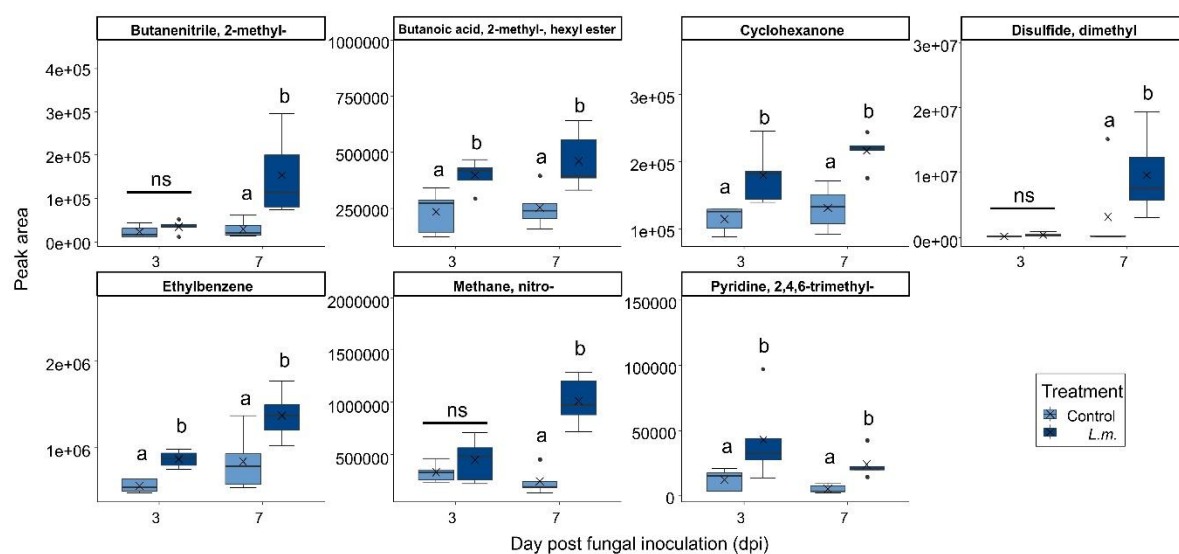 Butanenitrile, 2-methyl-
Butanoic acid, 2-methyl-, hexyl ester
Cyclohexanone
Disulfide, dimethyl
4e+05
3e+05
2e+05
1e+05
0e+00
ns
a
b
3
7
1000000
750000
500000
250000
a
b
a
b
3
7
3e+05
2e+05
1e+05
a
b
a
b
3
7
3e+07
2e+07
1e+07
0e+00
ns
a
b
3
7
Peak area
Ethylbenzene
Methane, nitro-
Pyridine, 2,4,6-trimethyl-
2e+06
1e+06
a
b
a
b
3
7
2000000
1500000
1000000
500000
ns
a
b
3
7
150000
100000
50000
0
a
b
a
b
3
7
Treatment
Control
L.m.
Day post fungal inoculation (dpi)